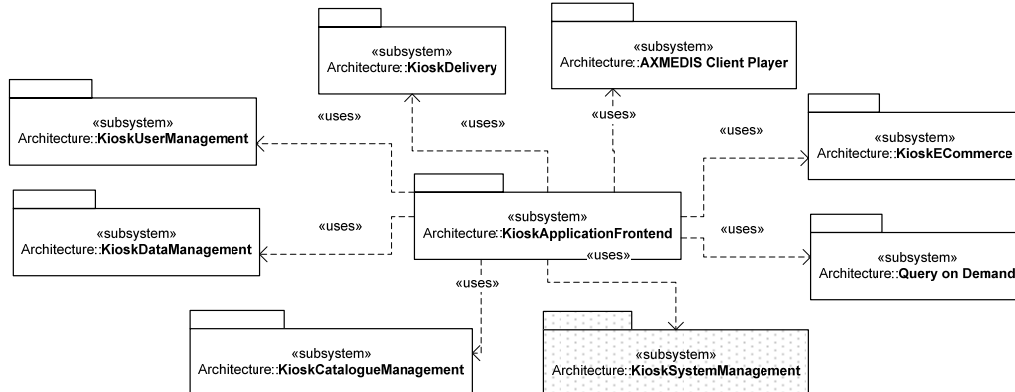 «subsystem»
Architecture::AXMEDIS Client Player
«subsystem»
Architecture::KioskDelivery
«uses»
«uses»
«uses»
«uses»
«subsystem»
Architecture::KioskUserManagement
«subsystem»
Architecture::KioskECommerce
«subsystem»
Architecture::KioskApplicationFrontend
«uses»
«subsystem»
Architecture::KioskDataManagement
«uses»
«uses»
«uses»
«subsystem»
Architecture::Query on Demand
«subsystem»
Architecture::KioskCatalogueManagement
«subsystem»
Architecture::KioskSystemManagement